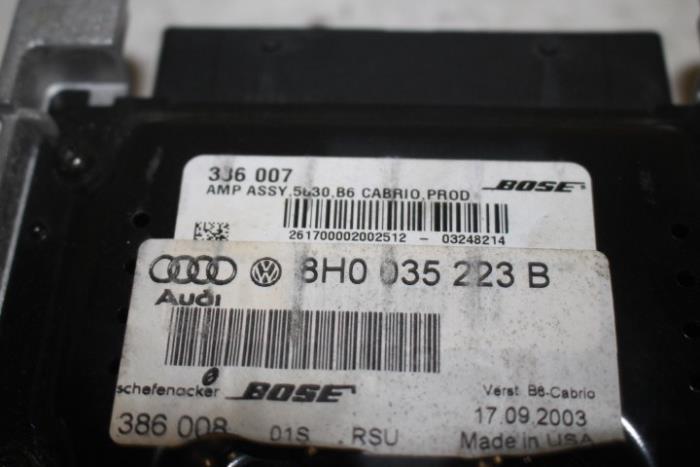 386 007
AMP ASSY,5630,B6 CABRIO,PROD BOSE
261700002002512 - 03248214
8H0 035 223 B
Audi
schefenacker BOSE Verst. B6-Cabrio
386 008 01S .RSU 17.09.2003
Made in USA